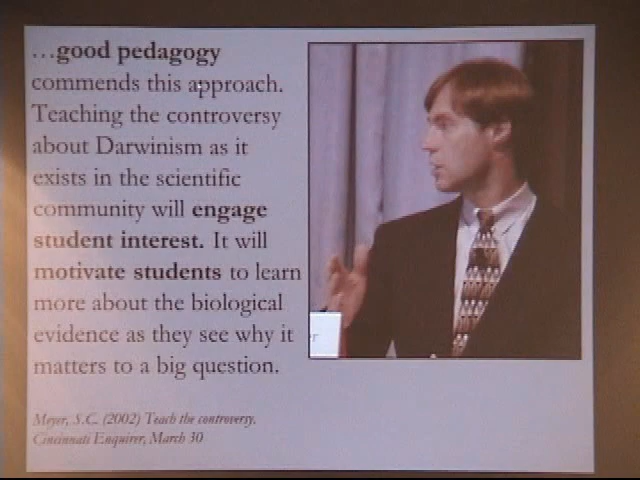 …good pedagogy
commends this approach.
Teaching the controversy
about Darwinism as it
exists in the scientific
community will engage
student interest. It will
motivate students to learn
more about the biological
evidence as they see why it
matters to a big question.
Meyer, S.C. (2002) Teach the controversy.
Cincinnati Enquirer, March 30